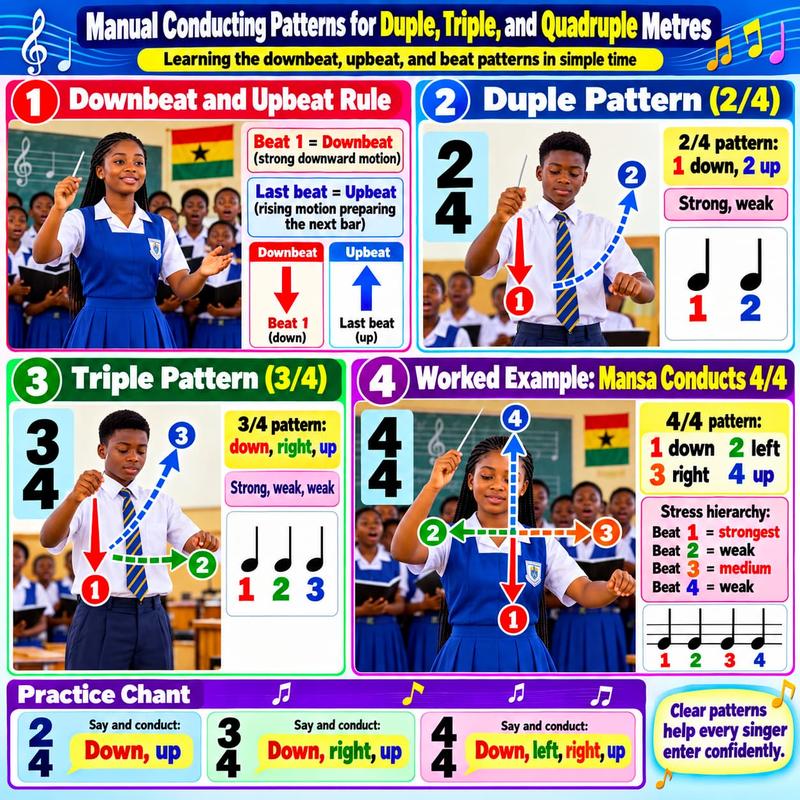 Manual Conducting Patterns for Duple, Triple, and Quadruple Metres
Learning the downbeat, upbeat, and beat patterns in simple time
1 Downbeat and Upbeat Rule
Beat 1 = Downbeat
(strong downward motion)
Last beat = Upbeat
(rising motion preparing
the next bar)
Downbeat
Beat 1
(down)
Upbeat
Last beat
(up)
2 Duple Pattern (2/4)
2
4
2
1
2/4 pattern:
1 down, 2 up
Strong, weak
1 2
3 Triple Pattern (3/4)
3
4
3
2
1
3/4 pattern:
down, right, up
Strong, weak, weak
1 2 3
4 Worked Example: Mansa Conducts 4/4
4
4
4
2 3
1
4/4 pattern:
1 down 2 left
3 right 4 up
Stress hierarchy:
Beat 1 = strongest
Beat 2 = weak
Beat 3 = medium
Beat 4 = weak
1 2 3 4
Practice Chant
2
4
Say and conduct:
Down, up
3
4
Say and conduct:
Down, right, up
4
4
Say and conduct:
Down, left, right, up
Clear patterns
help every singer
enter confidently.